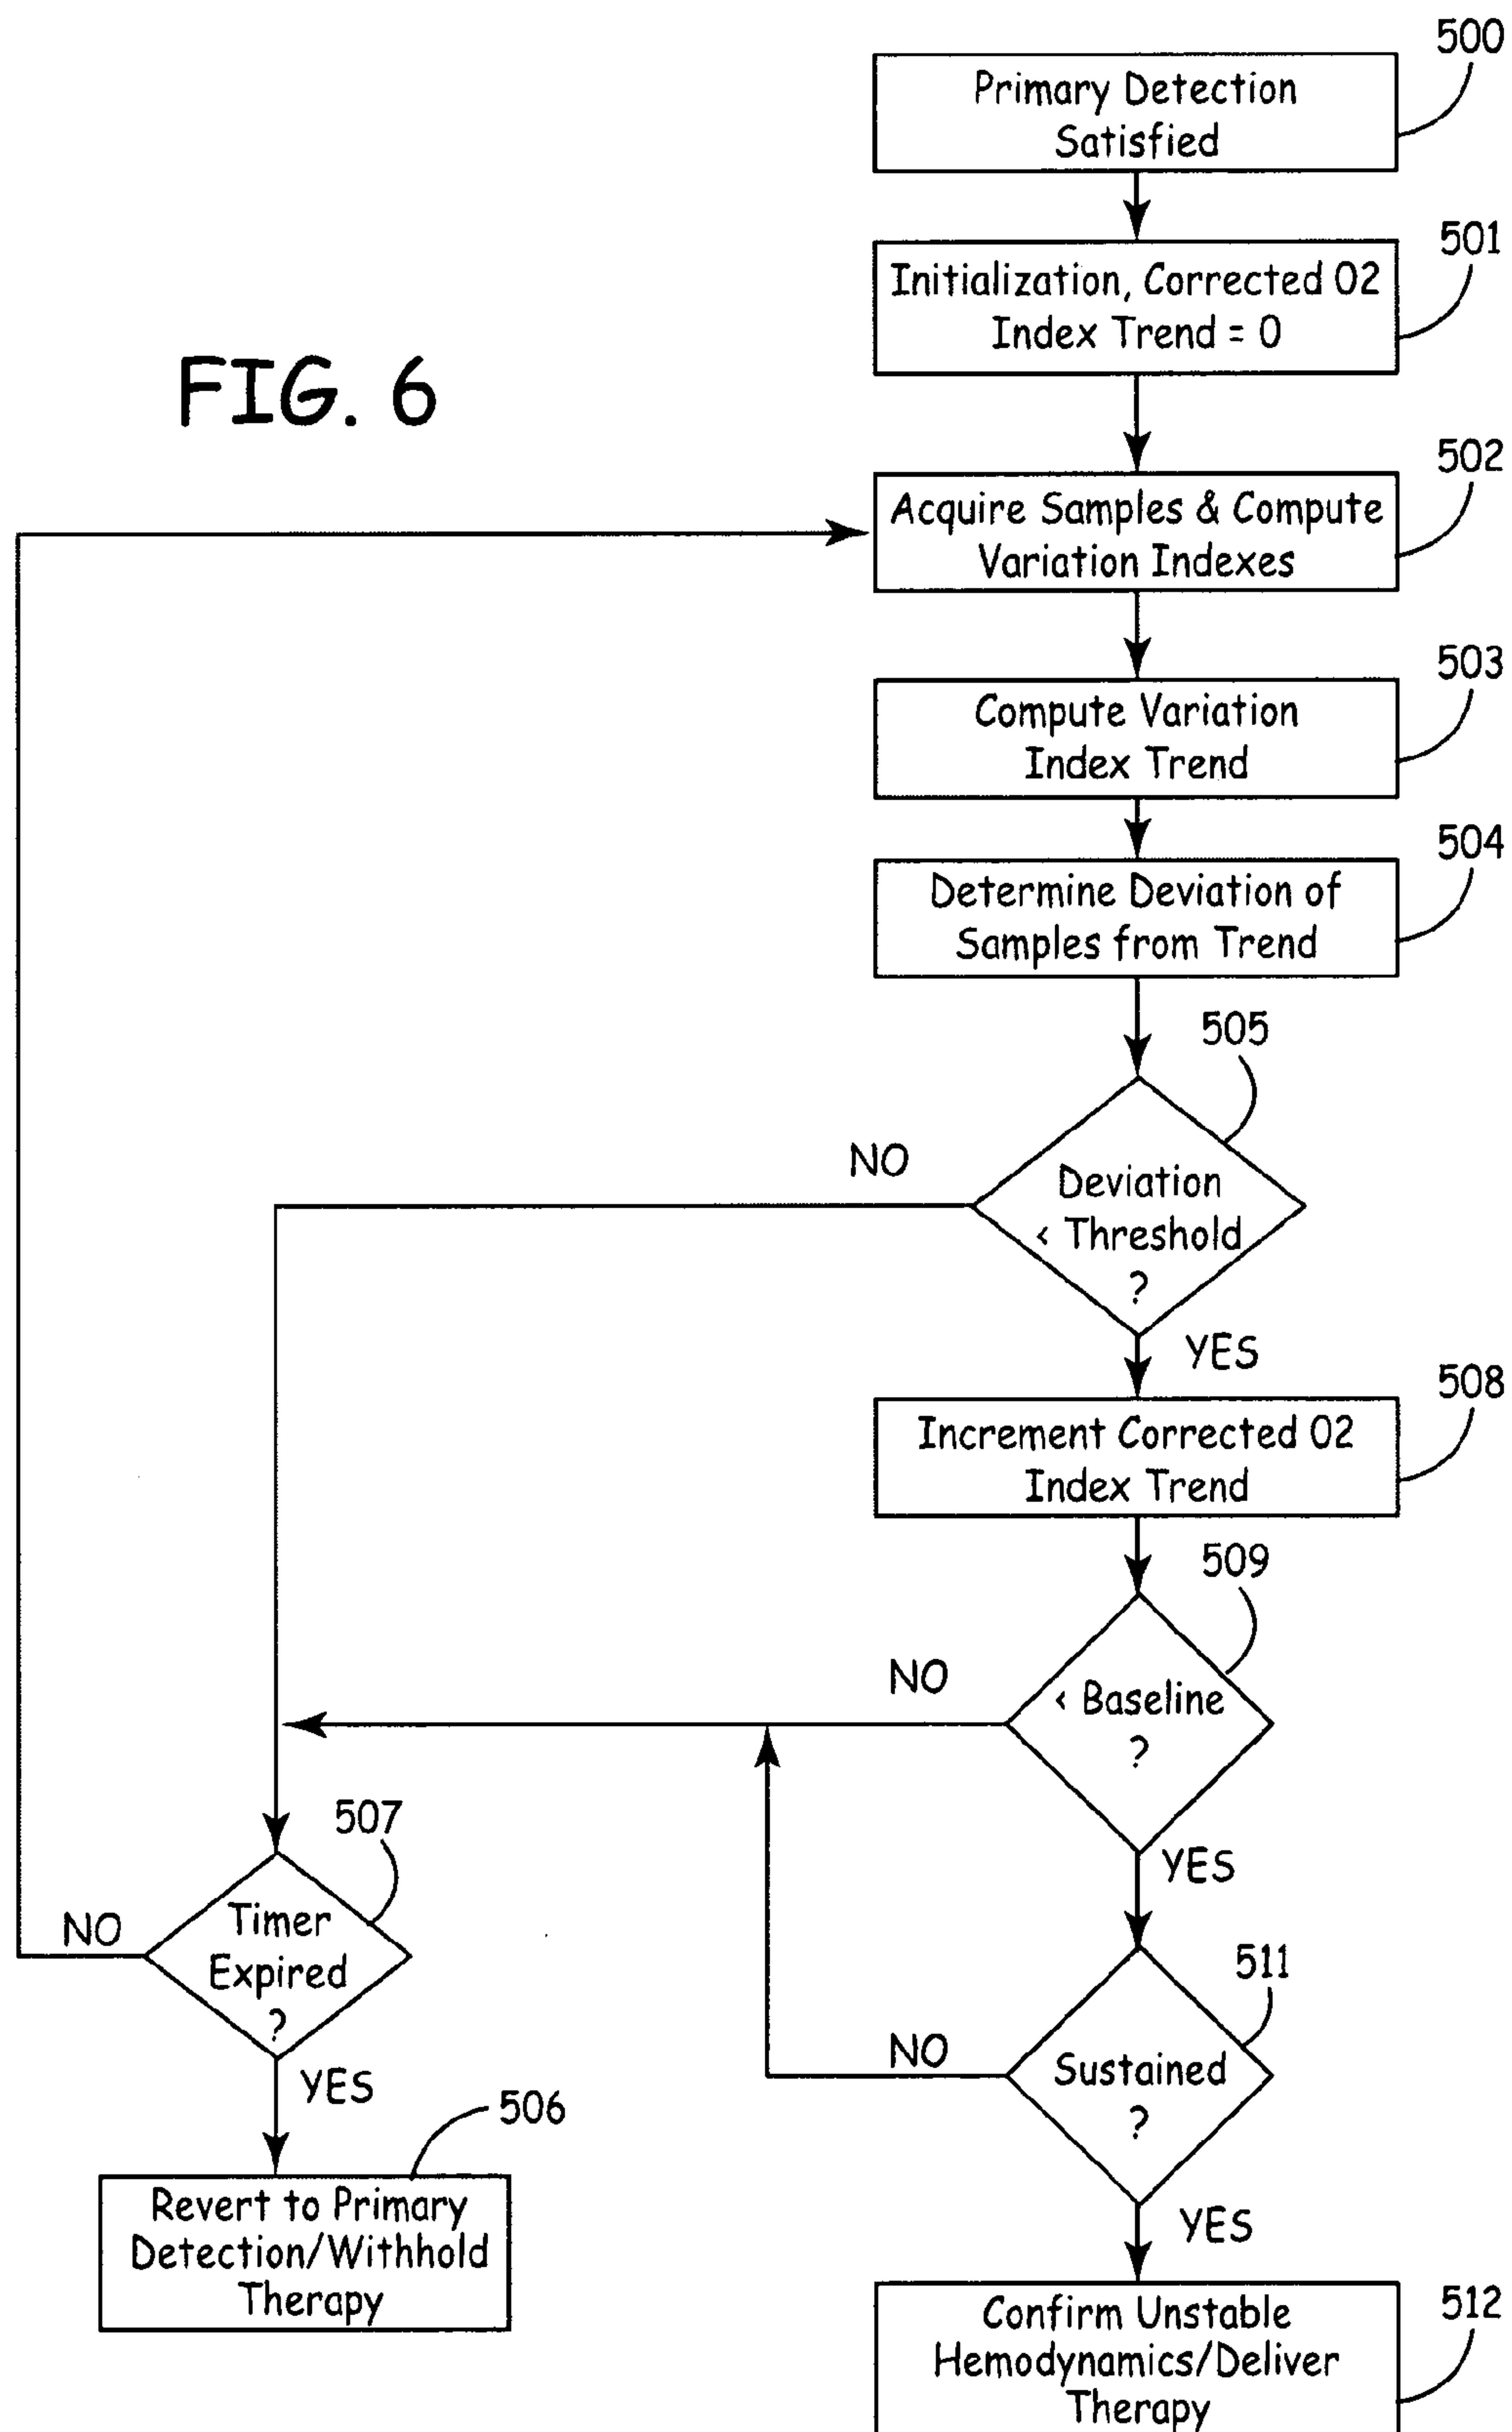 500
Primary Detection
Satisfied
501
Initialization, Corrected O2
Index Trend = 0
FIG. 6
502
Acquire Samples & Compute
Variation Indexes
503
Compute Variation
Index Trend
504
Determine Deviation of
Samples from Trend
505
NO
Deviation
< Threshold
?
YES
508
Increment Corrected O2
Index Trend
509
NO
< Baseline
?
YES
507
NO
Timer
Expired
?
YES
511
NO
Sustained
?
YES
506
Revert to Primary
Detection/Withhold
Therapy
512
Confirm Unstable
Hemodynamics/Deliver
Therapy